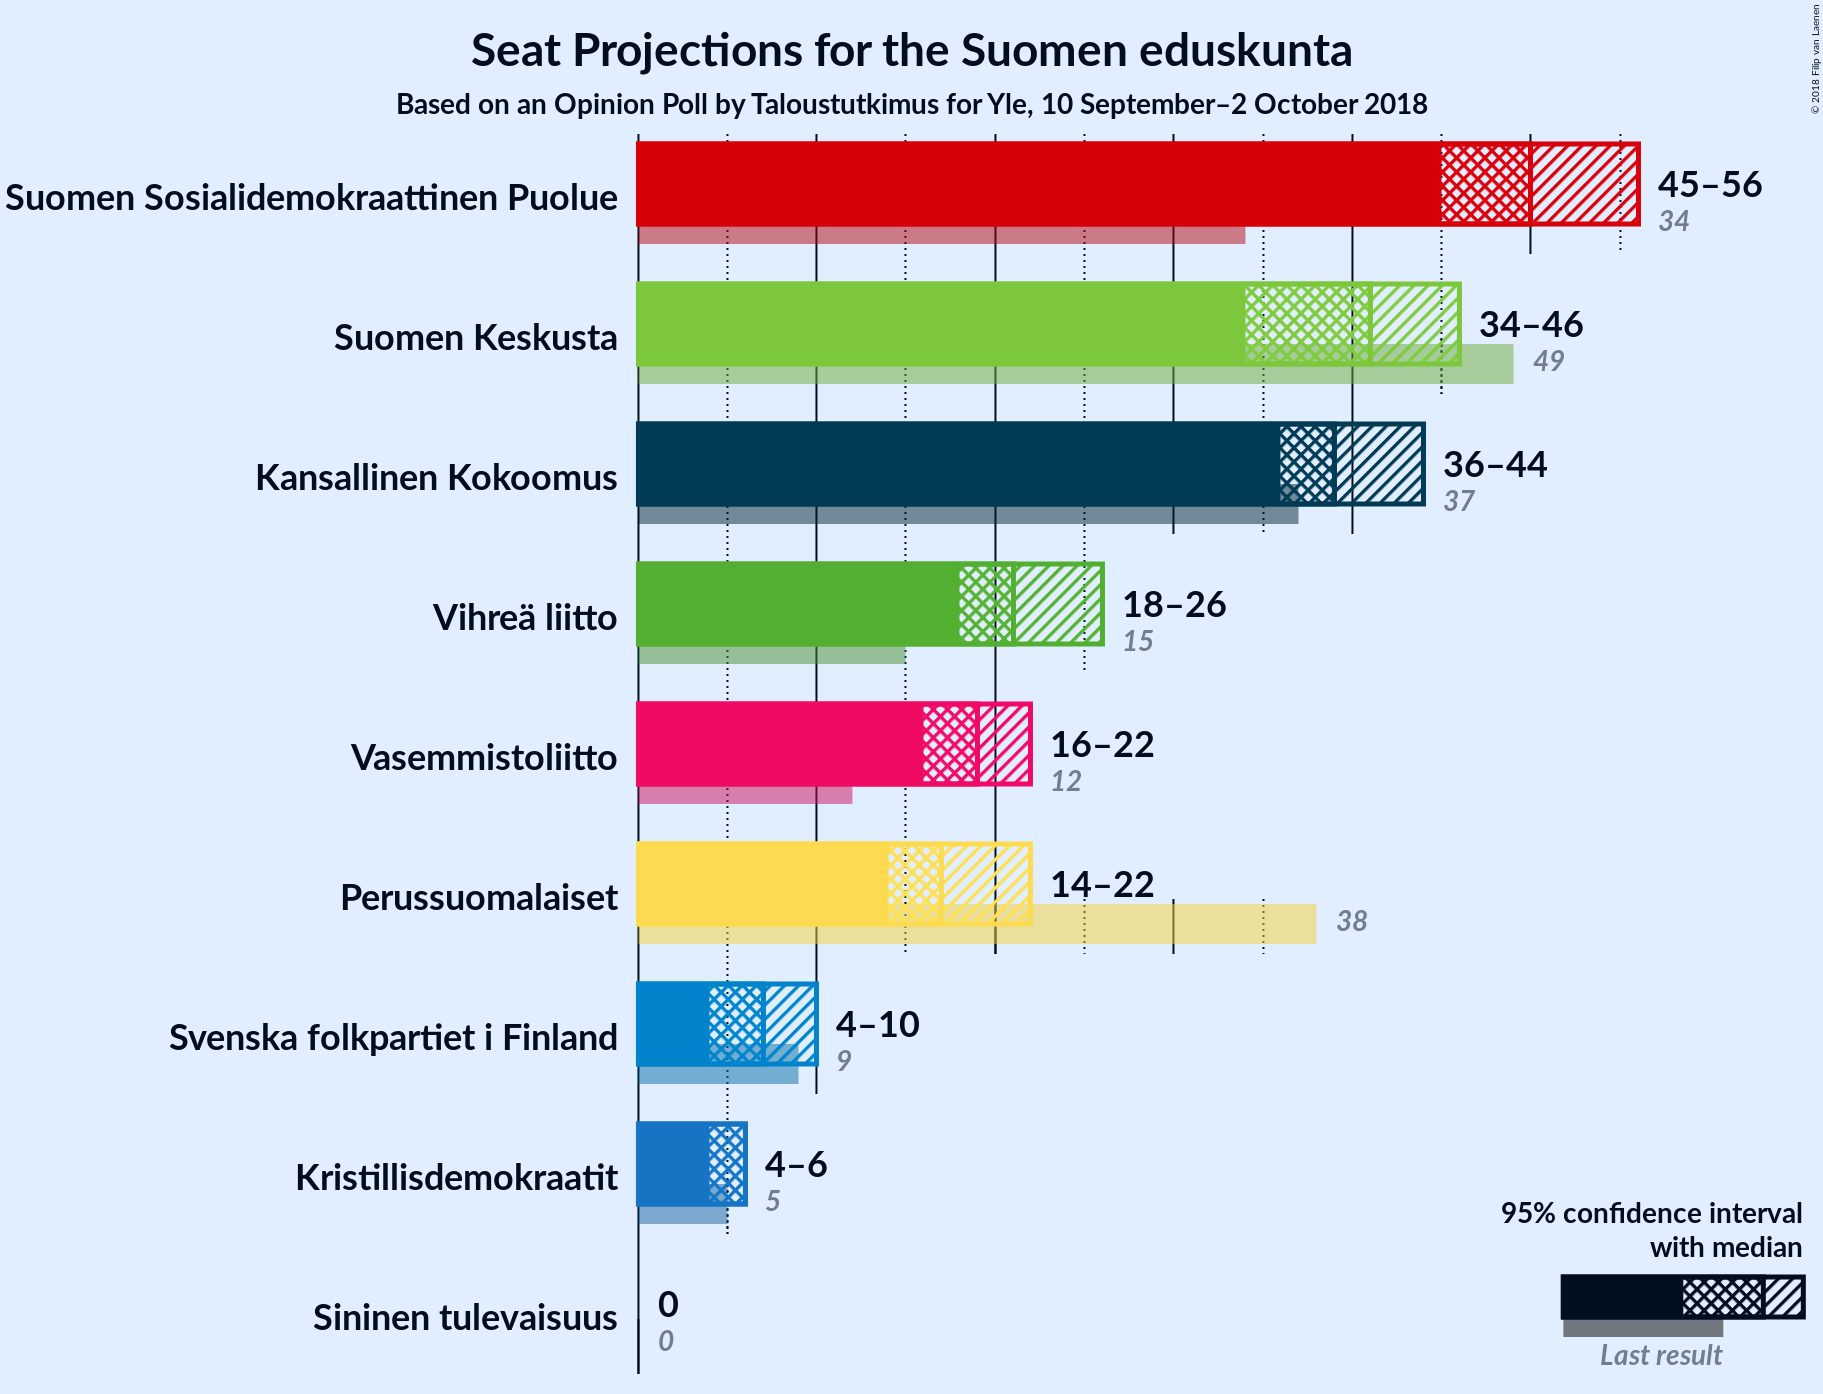 Seat Projections for the Suomen eduskunta
Based on an Opinion Poll by Taloustutkimus for Yle, 10 September–2 October 2018
© 2018 Filip van Laenen
Suomen Sosialidemokraattinen Puolue
45–56
34
Suomen Keskusta
34–46
49
Kansallinen Kokoomus
36–44
37
Vihreä liitto
18–26
15
Vasemmistoliitto
16–22
12
Perussuomalaiset
14–22
38
Svenska folkpartiet i Finland
4–10
9
Kristillisdemokraatit
4–6
5
Sininen tulevaisuus
0
0
95% confidence interval
with median
Last result